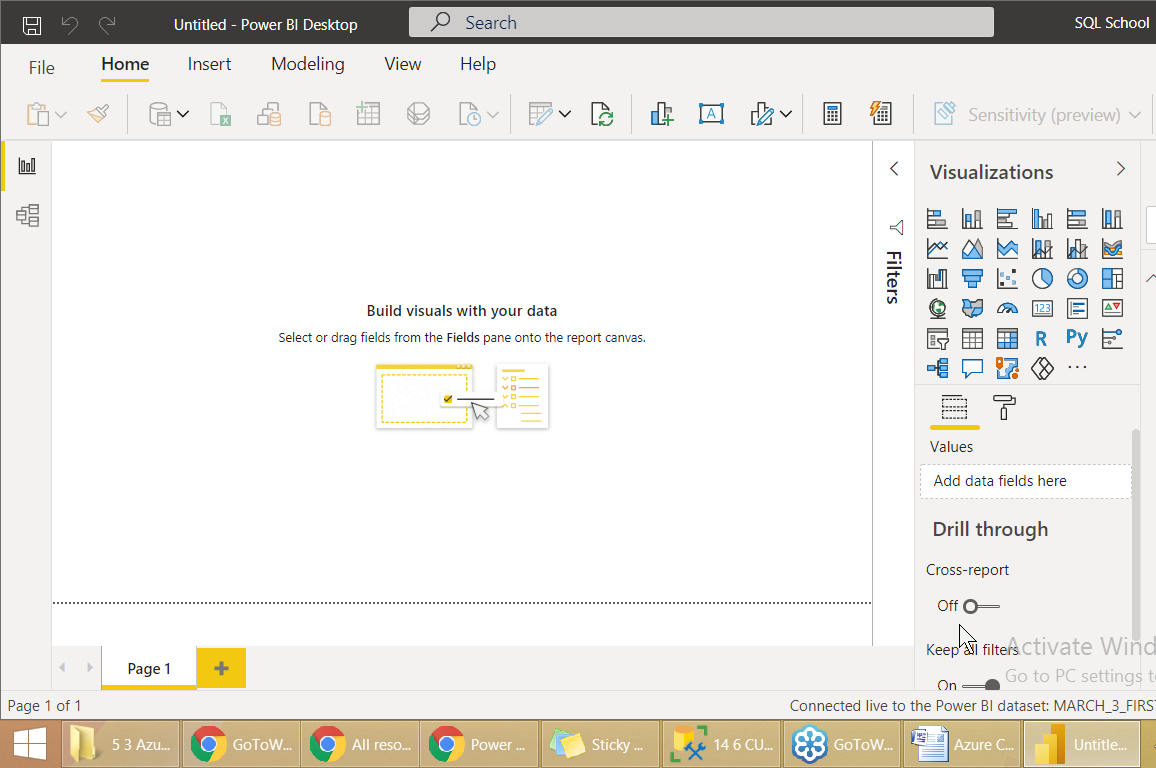 Untitled - Power BI Desktop
Search
SQL School
File
Home
Insert
Modeling
View
Help
Sensitivity (preview)
Visualizations
Filters
123
R
Py
Build visuals with your data
Select or drag fields from the Fields pane onto the report canvas.
Values
Add data fields here
Drill through
Cross-report
Off
Keep all filters
On
Activate Wind
Go to PC settings t
Page 1
Page 1 of 1
Connected live to the Power BI dataset: MARCH_3_FIRST
5 3 Azu...
GoToW...
All reso...
Power ...
Sticky ...
14 6 CU...
GoToW...
Azure C...
Untitle...